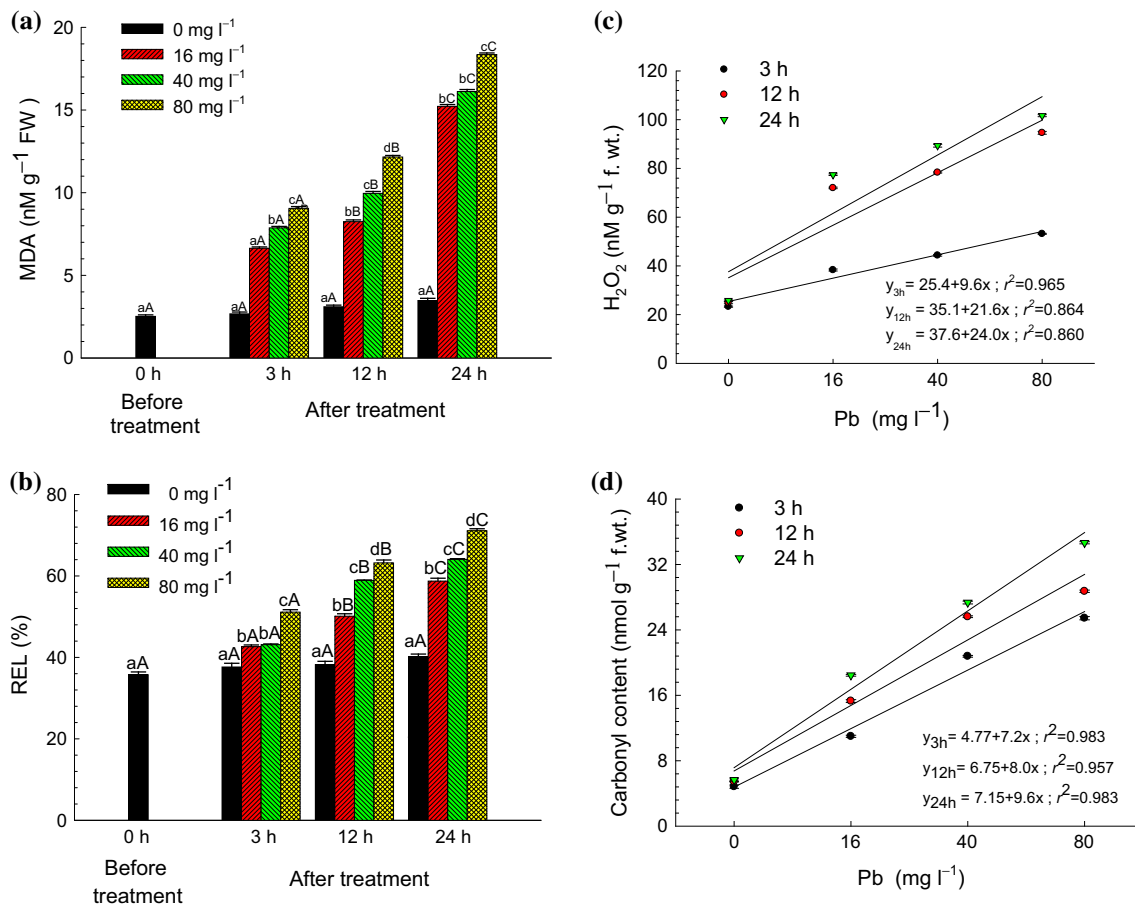 (a)
20
15
10
5
0
MDA (nM g⁻¹ FW)
0 mg l⁻¹
16 mg l⁻¹
40 mg l⁻¹
80 mg l⁻¹
aA
aA
aA
bA
cA
aA
bB
cB
dB
aA
bC
bC
cC
0 h
3 h
12 h
24 h
Before treatment
After treatment
(b)
80
60
40
20
0
REL (%)
0 mg l⁻¹
16 mg l⁻¹
40 mg l⁻¹
80 mg l⁻¹
aA
aA
bA
bA
cA
aA
bB
cB
dB
aA
bC
cC
dC
0 h
3 h
12 h
24 h
Before treatment
After treatment
(c)
120
100
80
60
40
20
0
H₂O₂ (nM g⁻¹ f. wt.)
3 h
12 h
24 h
y3h= 25.4+9.6x ; r²=0.965
y12h= 35.1+21.6x ; r²=0.864
y24h= 37.6+24.0x ; r²=0.860
0
16
40
80
Pb (mg l⁻¹)
(d)
40
32
24
16
8
0
Carbonyl content (nmol g⁻¹ f.wt.)
3 h
12 h
24 h
y3h= 4.77+7.2x ; r²=0.983
y12h= 6.75+8.0x ; r²=0.957
y24h= 7.15+9.6x ; r²=0.983
0
16
40
80
Pb (mg l⁻¹)